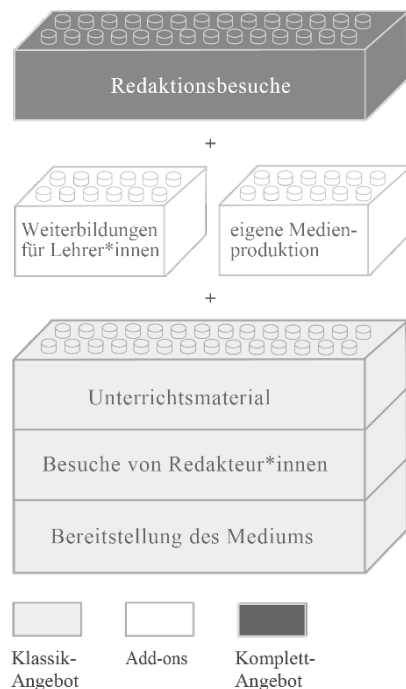 Redaktionsbesuche
+
Weiterbildungen
für Lehrer*innen
eigene Medien-
produktion
+
Unterrichtsmaterial
Besuche von Redakteur*innen
Bereitstellung des Mediums
Klassik-
Angebot
Add-ons
Komplett-
Angebot